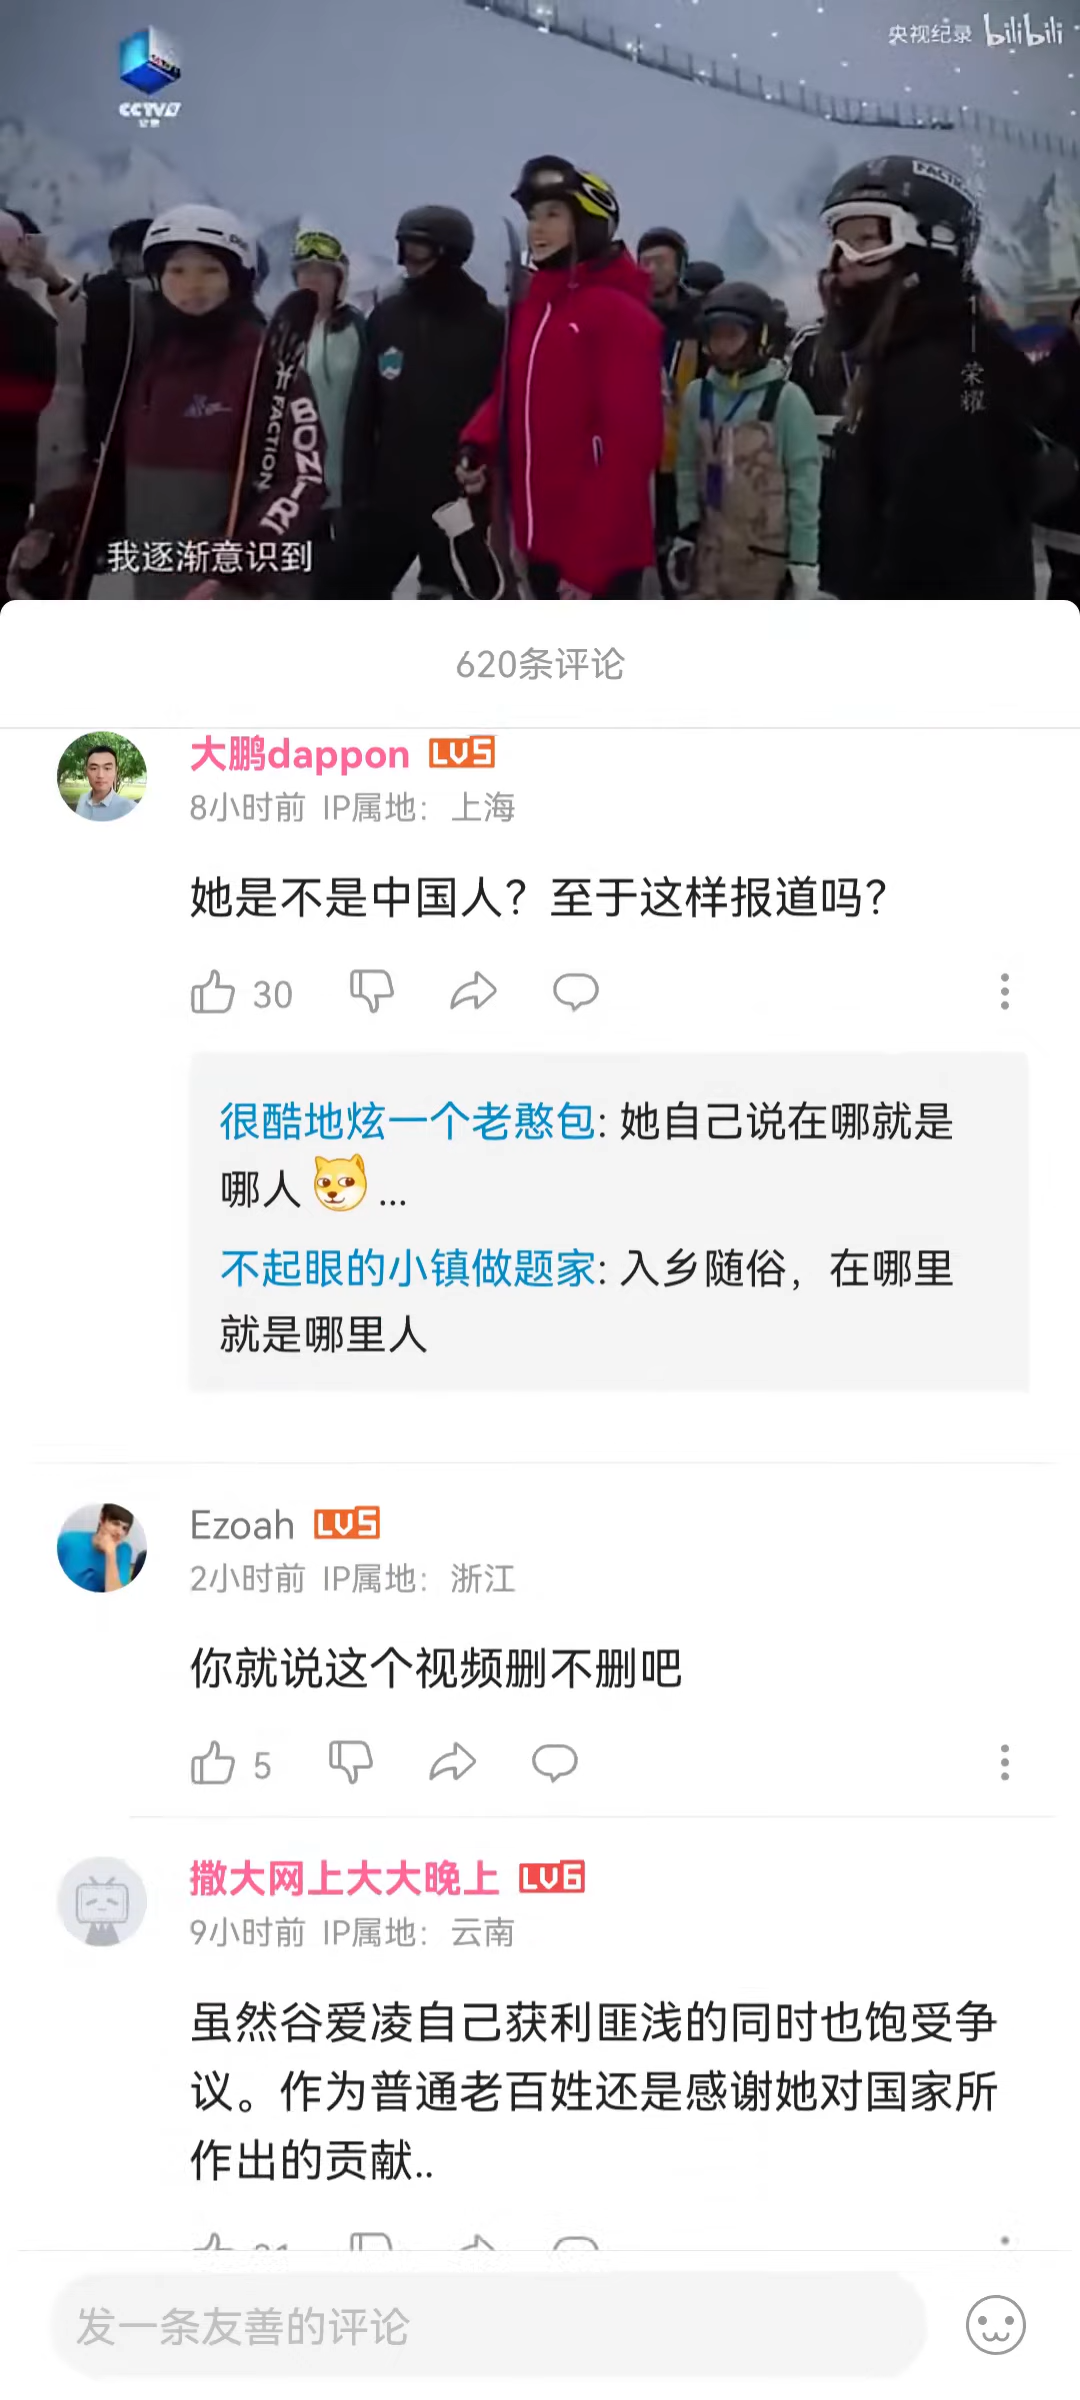 央视纪录 bilibili
CCTV9
纪录
FACTION
1——荣耀
FACTION
我逐渐意识到
620条评论
大鹏dappon LV5
8小时前 IP属地：上海
她是不是中国人？至于这样报道吗？
30
很酷地炫一个老憨包: 她自己说在哪就是
哪人 ...
不起眼的小镇做题家: 入乡随俗，在哪里
就是哪里人
Ezoah LV5
2小时前 IP属地：浙江
你就说这个视频删不删吧
5
撒大网上大大晚上 LV6
9小时前 IP属地：云南
虽然谷爱凌自己获利匪浅的同时也饱受争
议。作为普通老百姓还是感谢她对国家所
作出的贡献..
发一条友善的评论